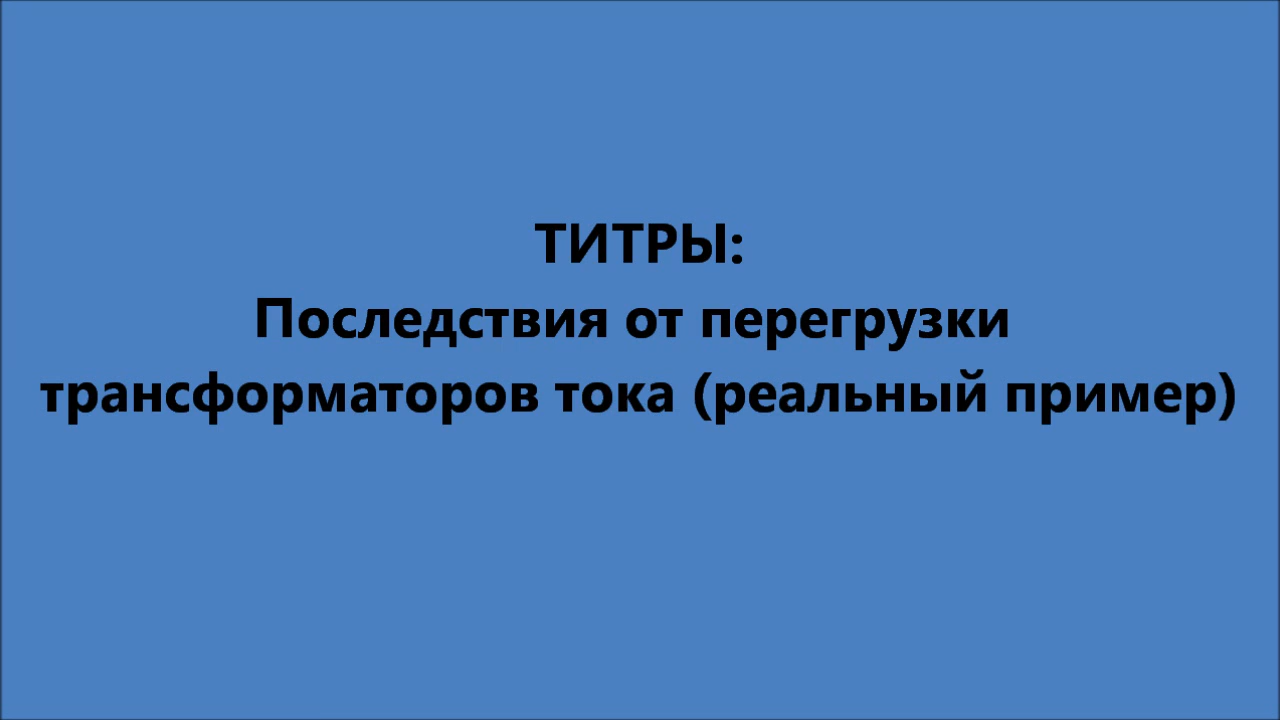 ТИТРЫ:
Последствия от перегрузки
трансформаторов тока (реальный пример)